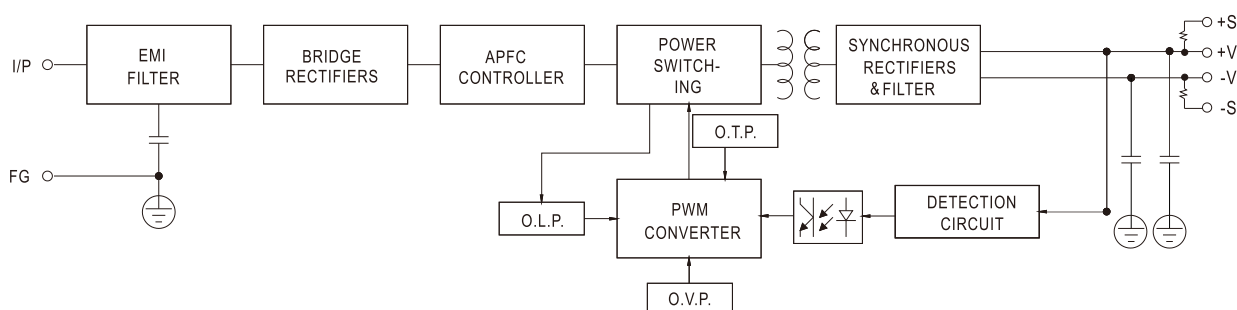 I/P
EMI
FILTER
BRIDGE
RECTIFIERS
APFC
CONTROLLER
POWER
SWITCH-
ING
SYNCHRONOUS
RECTIFIERS
&FILTER
+S
+V
-V
-S
FG
O.T.P.
O.L.P.
PWM
CONVERTER
DETECTION
CIRCUIT
O.V.P.